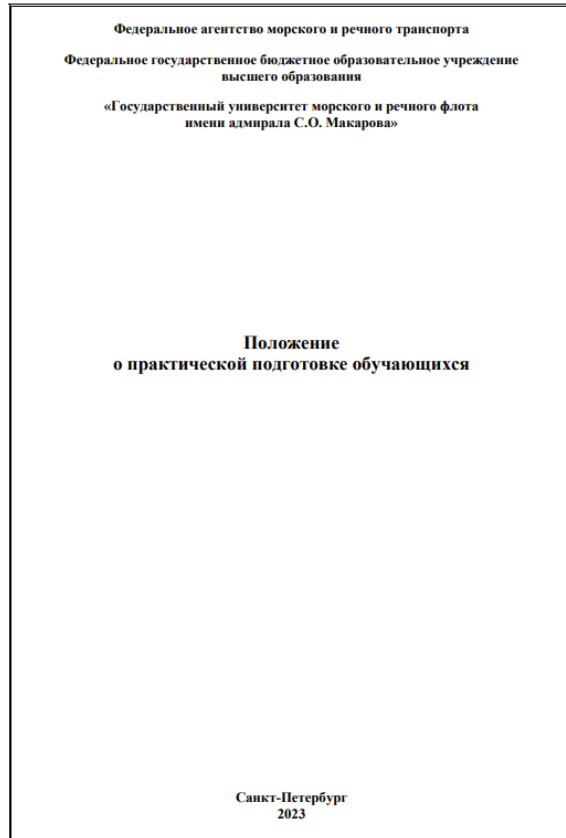 Федеральное агентство морского и речного транспорта
Федеральное государственное бюджетное образовательное учреждение
высшего образования
«Государственный университет морского и речного флота
имени адмирала С.О. Макарова»
Положение
о практической подготовке обучающихся
Санкт-Петербург
2023